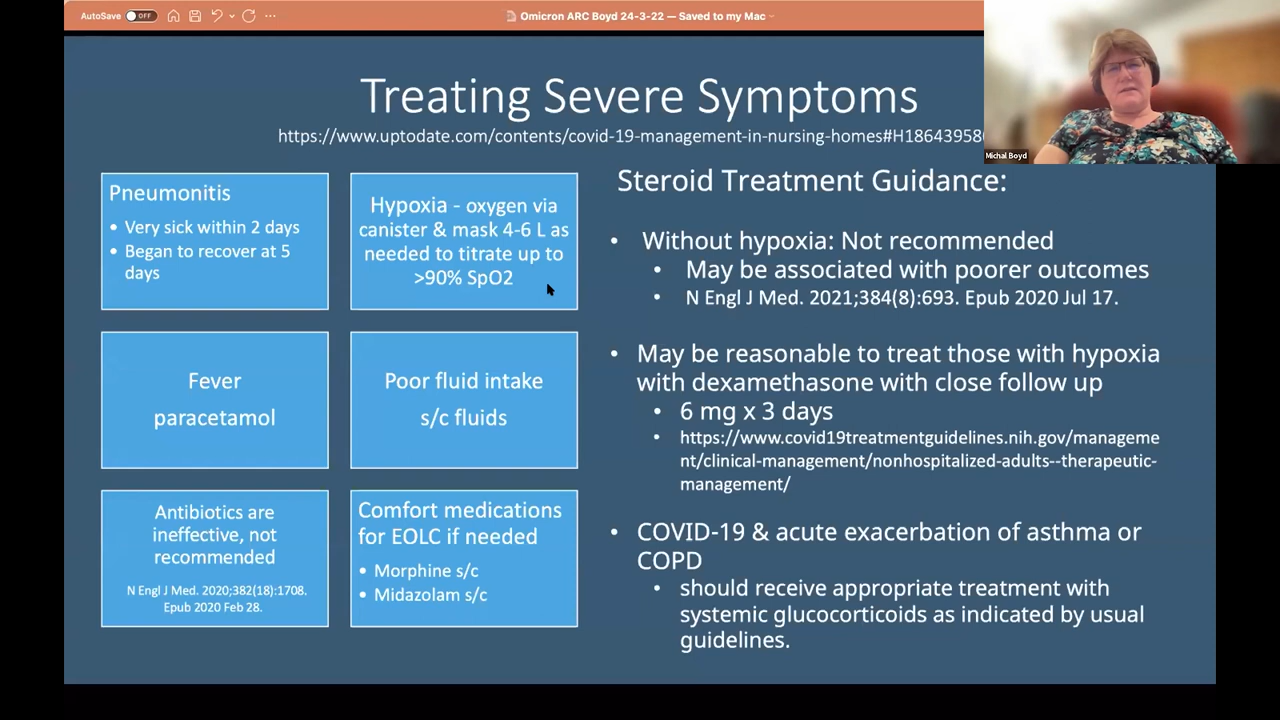 AutoSave OFF
Omicron ARC Boyd 24-3-22 — Saved to my Mac
Treating Severe Symptoms
https://www.uptodate.com/contents/covid-19-management-in-nursing-homes#H186439580
Michal Boyd
Pneumonitis
• Very sick within 2 days
• Began to recover at 5
days
Hypoxia - oxygen via
canister & mask 4-6 L as
needed to titrate up to
>90% SpO2
Fever
paracetamol
Poor fluid intake
s/c fluids
Antibiotics are
ineffective, not
recommended
N Engl J Med. 2020;382(18):1708.
Epub 2020 Feb 28.
Comfort medications
for EOLC if needed
• Morphine s/c
• Midazolam s/c
Steroid Treatment Guidance:
• Without hypoxia: Not recommended
• May be associated with poorer outcomes
• N Engl J Med. 2021;384(8):693. Epub 2020 Jul 17.
• May be reasonable to treat those with hypoxia
with dexamethasone with close follow up
• 6 mg x 3 days
• https://www.covid19treatmentguidelines.nih.gov/manageme
nt/clinical-management/nonhospitalized-adults--therapeutic-
management/
• COVID-19 & acute exacerbation of asthma or
COPD
• should receive appropriate treatment with
systemic glucocorticoids as indicated by usual
guidelines.